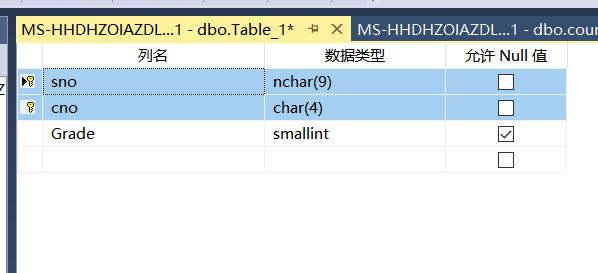 MS-HHDHZOIAZDL...1 - dbo.Table_1* MS-HHDHZOIAZDL...1 - dbo.cour
列名 数据类型 允许 Null 值
sno nchar(9)
cno char(4)
Grade smallint